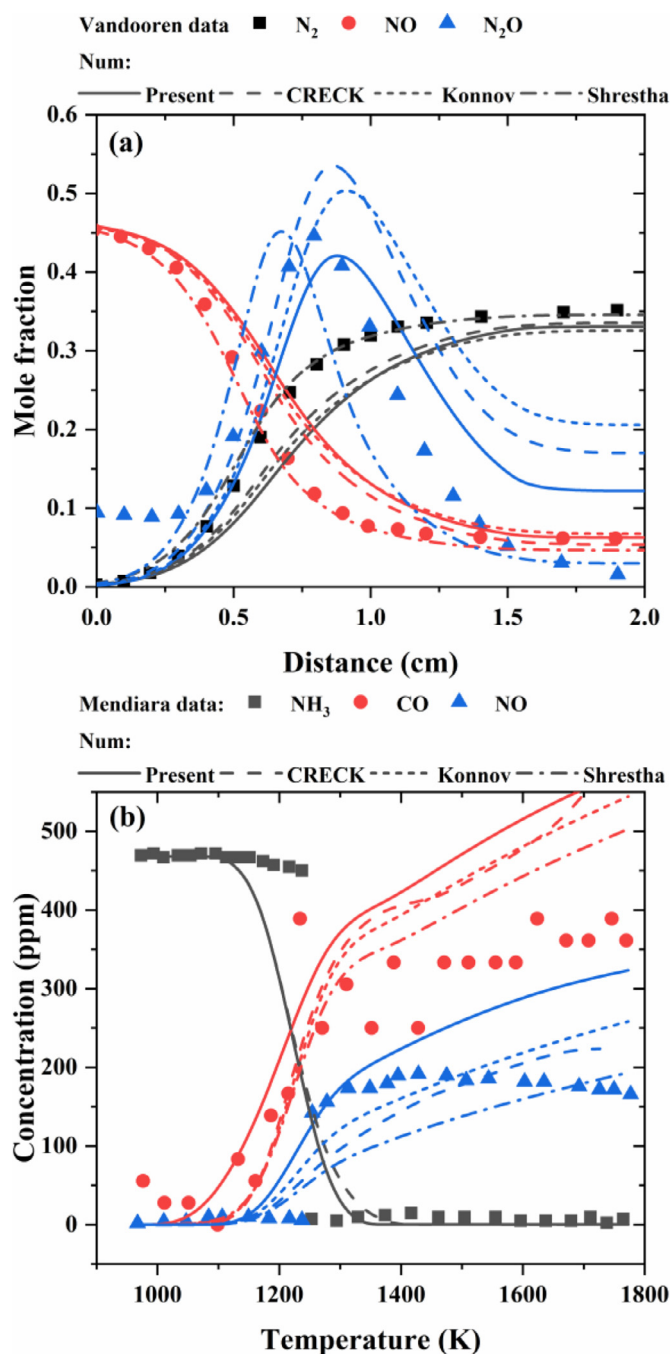 Vandooren data N₂ NO N₂O
Num:
Present CRECK Konnov Shrestha
(a)
0.6
0.5
0.4
0.3
0.2
0.1
0.0
Mole fraction
0.0 0.5 1.0 1.5 2.0
Distance (cm)
Mendiara data: NH₃ CO NO
Num:
Present CRECK Konnov Shrestha
(b)
500
400
300
200
100
0
Concentration (ppm)
1000 1200 1400 1600 1800
Temperature (K)